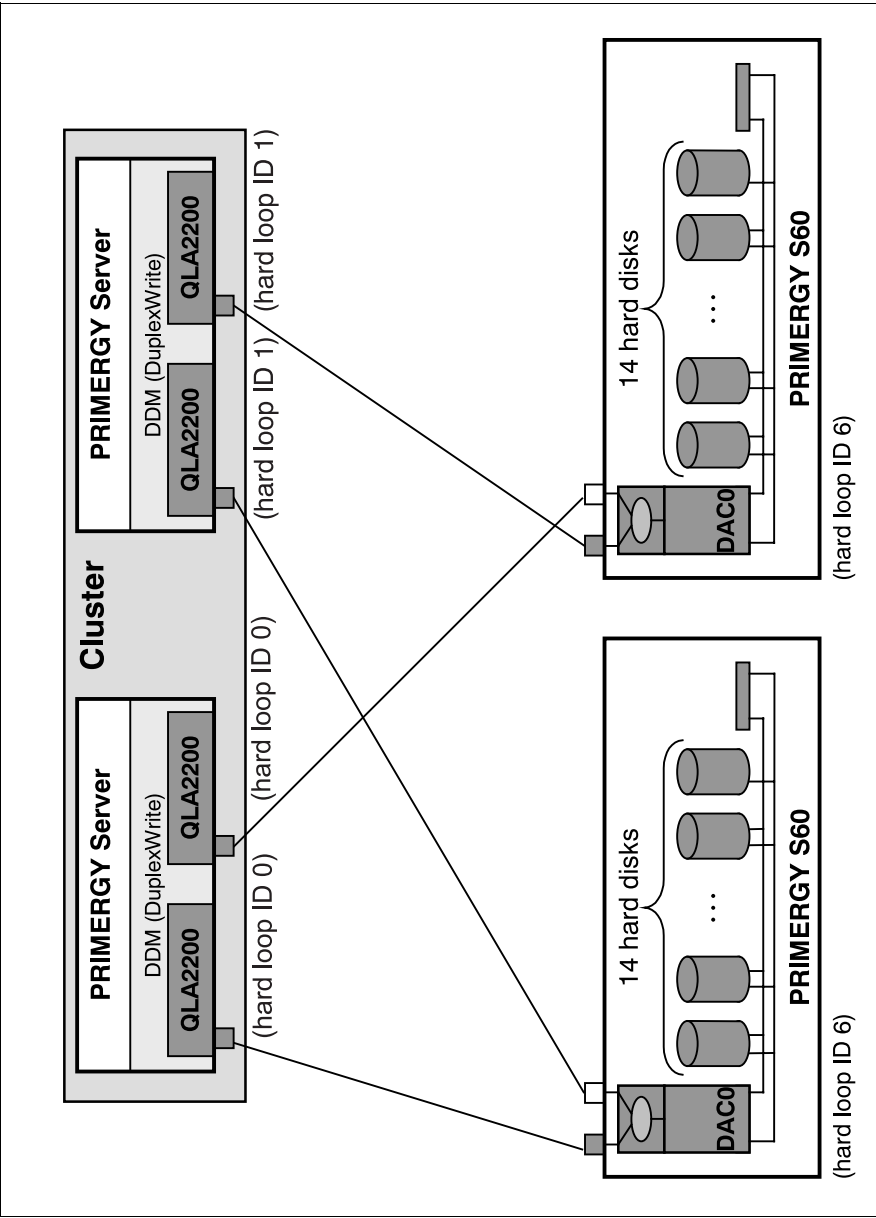 Cluster
PRIMERGY Server
PRIMERGY Server
DDM (DuplexWrite)
DDM (DuplexWrite)
QLA2200
QLA2200
QLA2200
QLA2200
(hard loop ID 0)
(hard loop ID 0)
(hard loop ID 1)
(hard loop ID 1)
14 hard disks
14 hard disks
...
...
DAC0
DAC0
PRIMERGY S60
PRIMERGY S60
(hard loop ID 6)
(hard loop ID 6)